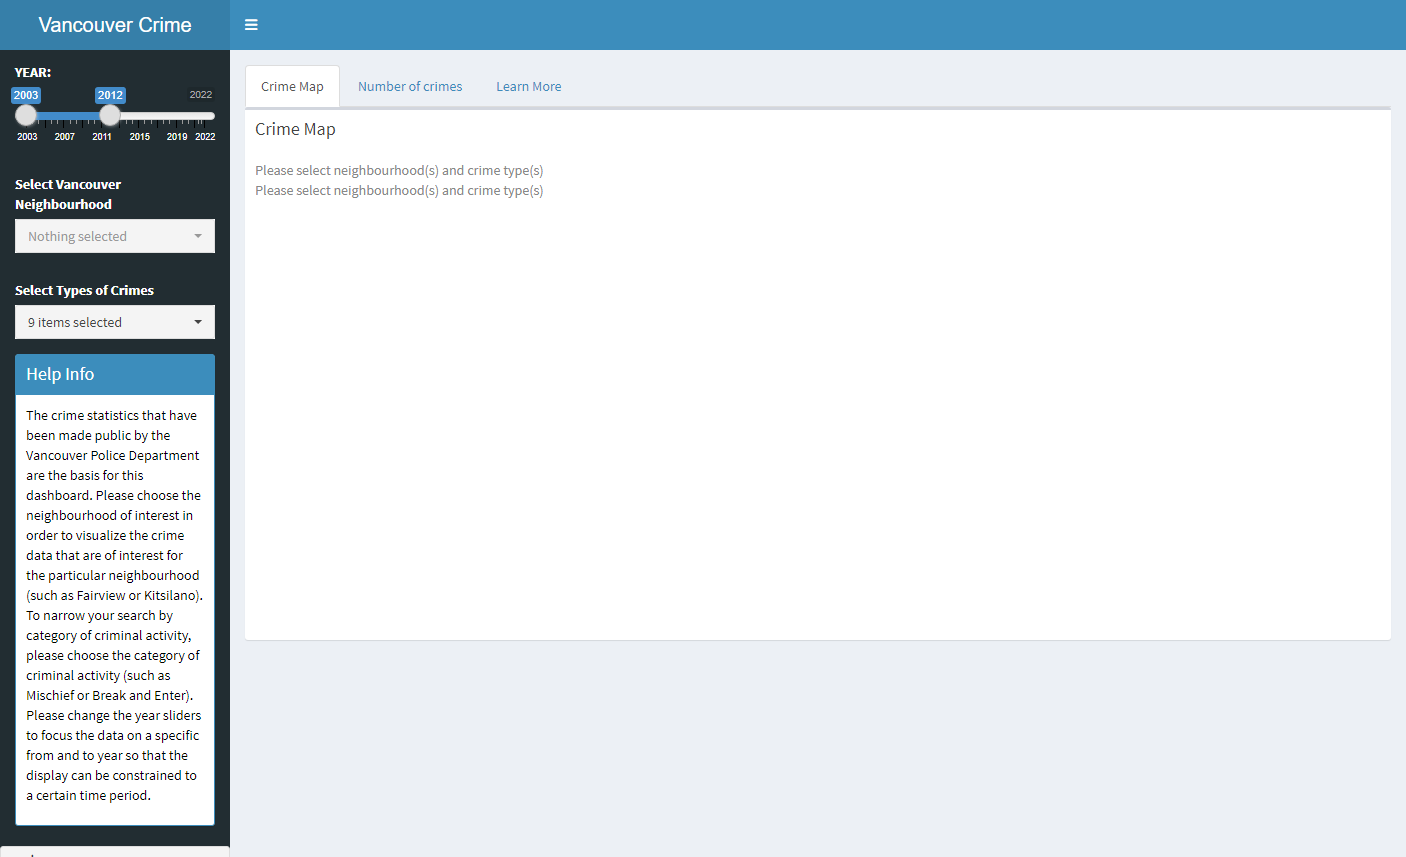 Vancouver Crime
YEAR:
2003 2012 2022
2003 2007 2011 2015 2019 2022
Select Vancouver
Neighbourhood
Nothing selected
Select Types of Crimes
9 items selected
Help Info
The crime statistics that have
been made public by the
Vancouver Police Department
are the basis for this
dashboard. Please choose the
neighbourhood of interest in
order to visualize the crime
data that are of interest for
the particular neighbourhood
(such as Fairview or Kitsilano).
To narrow your search by
category of criminal activity,
please choose the category of
criminal activity (such as
Mischief or Break and Enter).
Please change the year sliders
to focus the data on a specific
from and to year so that the
display can be constrained to
a certain time period.
Crime Map Number of crimes Learn More
Crime Map
Please select neighbourhood(s) and crime type(s)
Please select neighbourhood(s) and crime type(s)